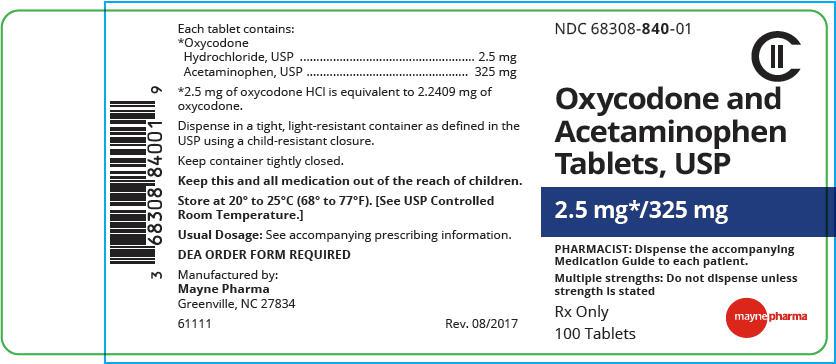 Each tablet contains:
*Oxycodone
Hydrochloride, USP ........................................................ 2.5 mg
Acetaminophen, USP .................................................... 325 mg
*2.5 mg of oxycodone HCl is equivalent to 2.2409 mg of
oxycodone.
Dispense in a tight, light-resistant container as defined in the
USP using a child-resistant closure.
Keep container tightly closed.
Keep this and all medication out of the reach of children.
Store at 20° to 25°C (68° to 77°F). [See USP Controlled
Room Temperature.]
Usual Dosage: See accompanying prescribing information.
DEA ORDER FORM REQUIRED
Manufactured by:
Mayne Pharma
Greenville, NC 27834
61111 Rev. 08/2017
3 68308 84001 9
NDC 68308-840-01
CII
Oxycodone and
Acetaminophen
Tablets, USP
2.5 mg*/325 mg
PHARMACIST: Dispense the accompanying
Medication Guide to each patient.
Multiple strengths: Do not dispense unless
strength is stated
Rx Only
100 Tablets
maynepharma